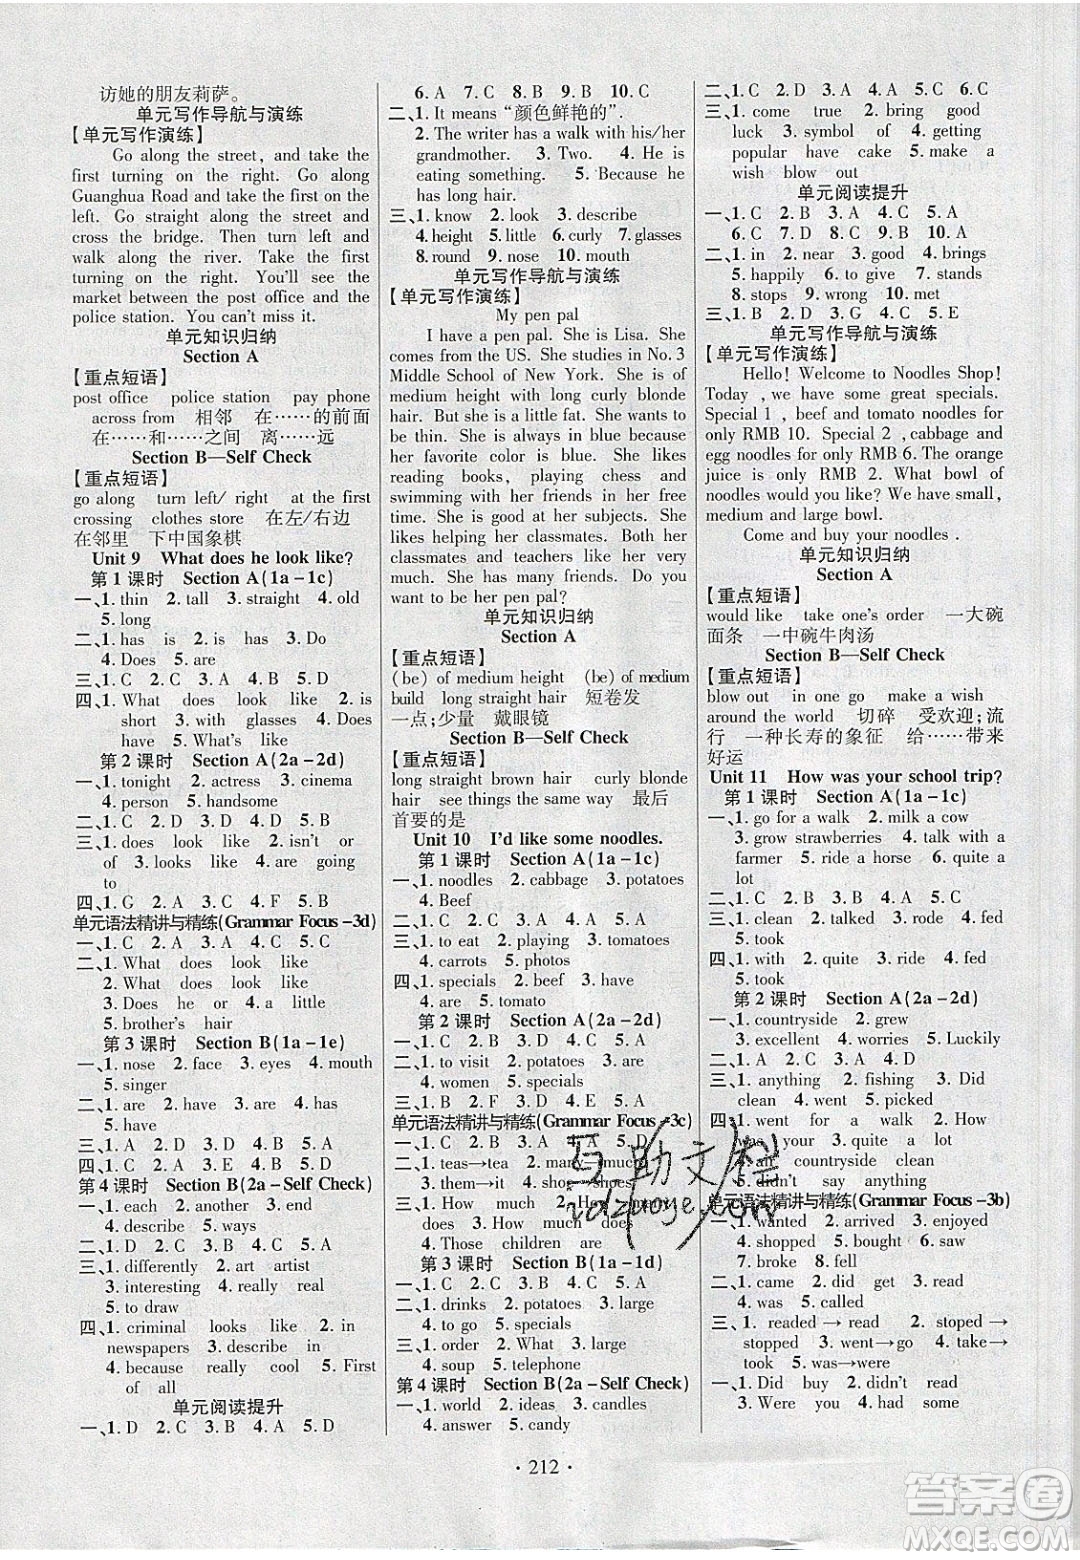 访她的朋友莉萨。
单元写作导航与演练
【单元写作演练】
Go along the street, and take the
first turning on the right. Go along
Guanghua Road and take the first on the
left. Go straight along the street and
cross the bridge. Then turn left and
walk along the river. Take the first
turning on the right. You'll see the
market between the post office and the
police station. You can't miss it.
单元知识归纳
Section A
【重点短语】
post office police station pay phone
across from 相邻 在……的前面
在……和……之间 离……远
Section B—Self Check
【重点短语】
go along turn left/ right at the first
crossing clothes store 在左/右边
在邻里 下中国象棋
Unit 9 What does he look like?
第1课时 Section A(1a-1c)
一、1. thin 2. tall 3. straight 4. old
5. long
二、1. has is 2. is has 3. Do
4. Does 5. are
三、1. C 2. C 3. B 4. B 5. D
四、1. What does look like 2. is
short 3. with glasses 4. Does
have 5. What's like
第2课时 Section A(2a-2d)
一、1. tonight 2. actress 3. cinema
4. person 5. handsome
二、1. C 2. D 3. D 4. D 5. B
三、1. does look 2. isn't or
of 3. looks like 4. are going
to
四、1. G 2. A 3. C 4. F 5. B
单元语法精讲与精练(Grammar Focus-3d)
一、1. C 2. A 3. A 4. C 5. C
二、1. What does look like
2. What do look like
3. Does he or 4. a little
5. brother's hair
第3课时 Section B(1a-1e)
一、1. nose 2. face 3. eyes 4. mouth
5. singer
二、1. are 2. have 3. are 4. has
5. have
三、1. A 2. D 3. D 4. A 5. D
四、1. C 2. D 3. B 4. A 5. C
第4课时 Section B(2a-Self Check)
一、1. each 2. another 3. end
4. describe 5. ways
二、1. D 2. D 3. C 4. A 5. C
三、1. differently 2. art artist
3. interesting 4. really real
5. to draw
四、1. criminal looks like 2. in
newspapers 3. describe in
4. because really cool 5. First
of all
单元阅读提升
一、1. D 2. C 3. A 4. A 5. D
6. A 7. C 8. B 9. B 10. C
二、1. It means “颜色鲜艳的”.
2. The writer has a walk with his/her
grandmother. 3. Two. 4. He is
eating something. 5. Because he
has long hair.
三、1. know 2. look 3. describe
4. height 5. little 6. curly 7. glasses
8. round 9. nose 10. mouth
单元写作导航与演练
【单元写作演练】
My pen pal
I have a pen pal. She is Lisa. She
comes from the US. She studies in No. 3
Middle School of New York. She is of
medium height with long curly blonde
hair. But she is a little fat. She wants to
be thin. She is always in blue because
her favorite color is blue. She likes
reading books, playing chess and
swimming with her friends in her free
time. She is good at her subjects. She
likes helping her classmates. Both her
classmates and teachers like her very
much. She has many friends. Do you
want to be her pen pal?
单元知识归纳
Section A
【重点短语】
(be) of medium height (be) of medium
build long straight hair 短卷发
一点;少量 戴眼镜
Section B—Self Check
【重点短语】
long straight brown hair curly blonde
hair see things the same way 最后
首要的是
Unit 10 I'd like some noodles.
第1课时 Section A(1a-1c)
一、1. noodles 2. cabbage 3. potatoes
4. Beef
二、1. C 2. C 3. D 4. A 5. A
三、1. to eat 2. playing 3. tomatoes
4. carrots 5. photos
四、1. specials 2. beef 3. have
4. are 5. tomato
第2课时 Section A(2a-2d)
一、1. C 2. B 3. D 4. C 5. A
二、1. to visit 2. potatoes 3. are
4. women 5. specials
三、1. B 2. F 3. E 4. D 5. A
单元语法精讲与精练(Grammar Focus-3c)
一、1. C 2. B 3. A 4. A 5. D
二、1. teas→tea 2. many→much
3. them→it 4. shoe→shoes
三、1. How much 2. How many
does 3. How much does
4. Those children are
第3课时 Section B(1a-1d)
一、1. C 2. C 3. B 4. D 5. D
二、1. drinks 2. potatoes 3. large
4. to go 5. specials
三、1. order 2. What 3. large
4. soup 5. telephone
第4课时 Section B(2a-Self Check)
一、1. world 2. ideas 3. candles
4. answer 5. candy
二、1. C 2. D 3. A 4. A 5. C 6. C
三、1. come true 2. bring good
luck 3. symbol of 4. getting
popular have cake 5. make a
wish blow out
单元阅读提升
一、1. C 2. B 3. A 4. C 5. A
6. C 7. C 8. B 9. B 10. A
二、1. in 2. near 3. good 4. brings
5. happily 6. to give 7. stands
8. stops 9. wrong 10. met
三、1. C 2. B 3. G 4. D 5. E
单元写作导航与演练
【单元写作演练】
Hello! Welcome to Noodles Shop!
Today , we have some great specials.
Special 1 , beef and tomato noodles for
only RMB 10. Special 2 , cabbage and
egg noodles for only RMB 6. The orange
juice is only RMB 2. What bowl of
noodles would you like? We have small,
medium and large bowl.
Come and buy your noodles .
单元知识归纳
Section A
【重点短语】
would like take one's order 一大碗
面条 一中碗牛肉汤
Section B—Self Check
【重点短语】
blow out in one go make a wish
around the world 切碎 受欢迎;流
行 一种长寿的象征 给……带来
好运
Unit 11 How was your school trip?
第1课时 Section A(1a-1c)
一、1. go for a walk 2. milk a cow
3. grow strawberries 4. talk with a
farmer 5. ride a horse 6. quite a
lot
二、1. C 2. C 3. B 4. C 5. A
三、1. clean 2. talked 3. rode 4. fed
5. took
四、1. with 2. quite 3. ride 4. fed
5. took
第2课时 Section A(2a-2d)
一、1. countryside 2. grew
3. excellent 4. worries 5. Luckily
二、1. C 2. C 3. A 4. A 5. D
三、1. anything 2. fishing 3. Did
clean 4. went 5. picked
四、1. went for a walk 2. How
was your 3. quite a lot
4. all countryside clean
5. didn't say anything
单元语法精讲与精练(Grammar Focus-3b)
一、1. wanted 2. arrived 3. enjoyed
4. shopped 5. bought 6. saw
7. broke 8. fell
二、1. came 2. did get 3. read
4. was 5. called
三、1. readed→read 2. stoped→
stopped 3. went→go 4. take→
took 5. was→were
一、1. Did buy 2. didn't read
3. Were you 4. had some
· 212 ·
互助文程
idzuoye.com
答案圈
MXQE.COM